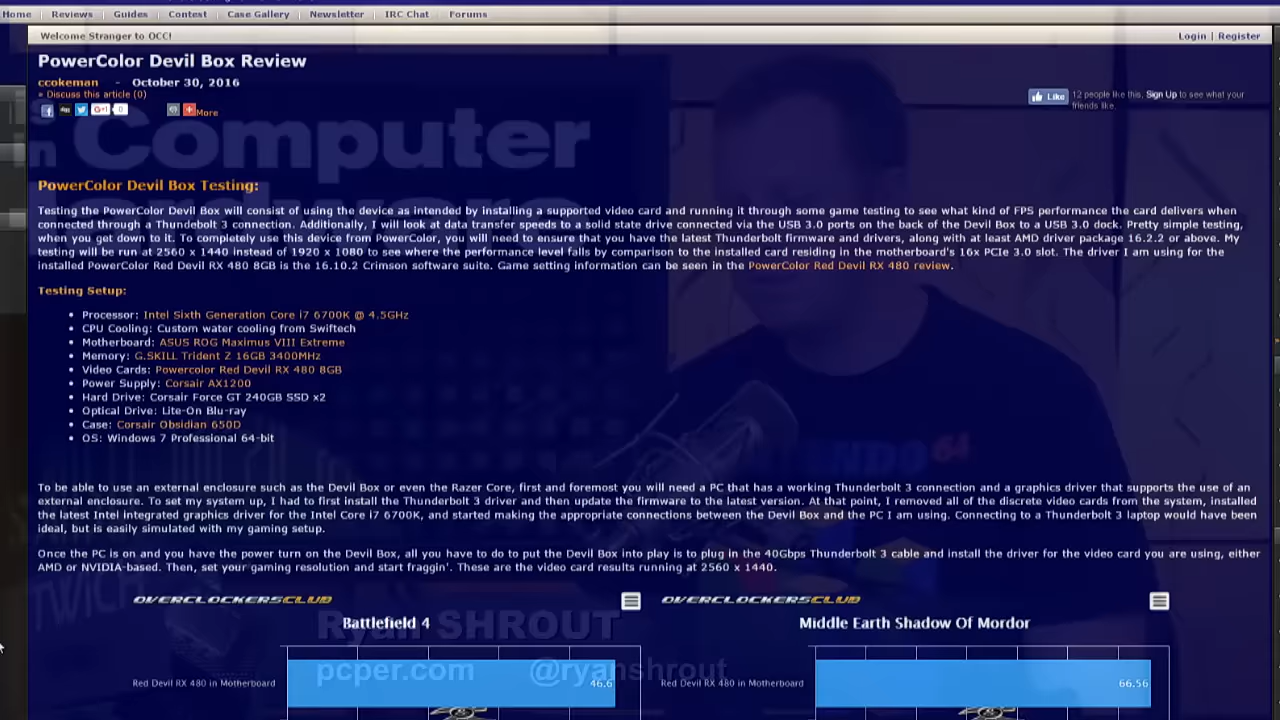 Home Reviews Guides Contest Case Gallery Newsletter IRC Chat Forums
Welcome Stranger to OCC! Login | Register
PowerColor Devil Box Review
ccokeman - October 30, 2016
» Discuss this article (0)
G+1 0 More
Like 12 people like this. Sign Up to see what your
friends like.
in Computer
PowerColor Devil Box Testing:
Testing the PowerColor Devil Box will consist of using the device as intended by installing a supported video card and running it through some game testing to see what kind of FPS performance the card delivers when
connected through a Thundebolt 3 connection. Additionally, I will look at data transfer speeds to a solid state drive connected via the USB 3.0 ports on the back of the Devil Box to a USB 3.0 dock. Pretty simple testing,
when you get down to it. To completely use this device from PowerColor, you will need to ensure that you have the latest Thunderbolt firmware and drivers, along with at least AMD driver package 16.2.2 or above. My
testing will be run at 2560 x 1440 instead of 1920 x 1080 to see where the performance level falls by comparison to the installed card residing in the motherboard's 16x PCIe 3.0 slot. The driver I am using for the
installed PowerColor Red Devil RX 480 8GB is the 16.10.2 Crimson software suite. Game setting information can be seen in the PowerColor Red Devil RX 480 review.
Testing Setup:
• Processor: Intel Sixth Generation Core i7 6700K @ 4.5GHz
• CPU Cooling: Custom water cooling from Swiftech
• Motherboard: ASUS ROG Maximus VIII Extreme
• Memory: G.SKILL Trident Z 16GB 3400MHz
• Video Cards: Powercolor Red Devil RX 480 8GB
• Power Supply: Corsair AX1200
• Hard Drive: Corsair Force GT 240GB SSD x2
• Optical Drive: Lite-On Blu-ray
• Case: Corsair Obsidian 650D
• OS: Windows 7 Professional 64-bit
To be able to use an external enclosure such as the Devil Box or even the Razer Core, first and foremost you will need a PC that has a working Thunderbolt 3 connection and a graphics driver that supports the use of an
external enclosure. To set my system up, I had to first install the Thunderbolt 3 driver and then update the firmware to the latest version. At that point, I removed all of the discrete video cards from the system, installed
the latest Intel integrated graphics driver for the Intel Core i7 6700K, and started making the appropriate connections between the Devil Box and the PC I am using. Connecting to a Thunderbolt 3 laptop would have been
ideal, but is easily simulated with my gaming setup.
Once the PC is on and you have the power turn on the Devil Box, all you have to do to put the Devil Box into play is to plug in the 40Gbps Thunderbolt 3 cable and install the driver for the video card you are using, either
AMD or NVIDIA-based. Then, set your gaming resolution and start fraggin'. These are the video card results running at 2560 x 1440.
OVERCLOCKERSCLUB OVERCLOCKERSCLUB
Ryan SHROUT
Battlefield 4 Middle Earth Shadow Of Mordor
pcper.com @ryanshrout
Red Devil RX 480 in Motherboard 46.6 Red Devil RX 480 in Motherboard 66.56